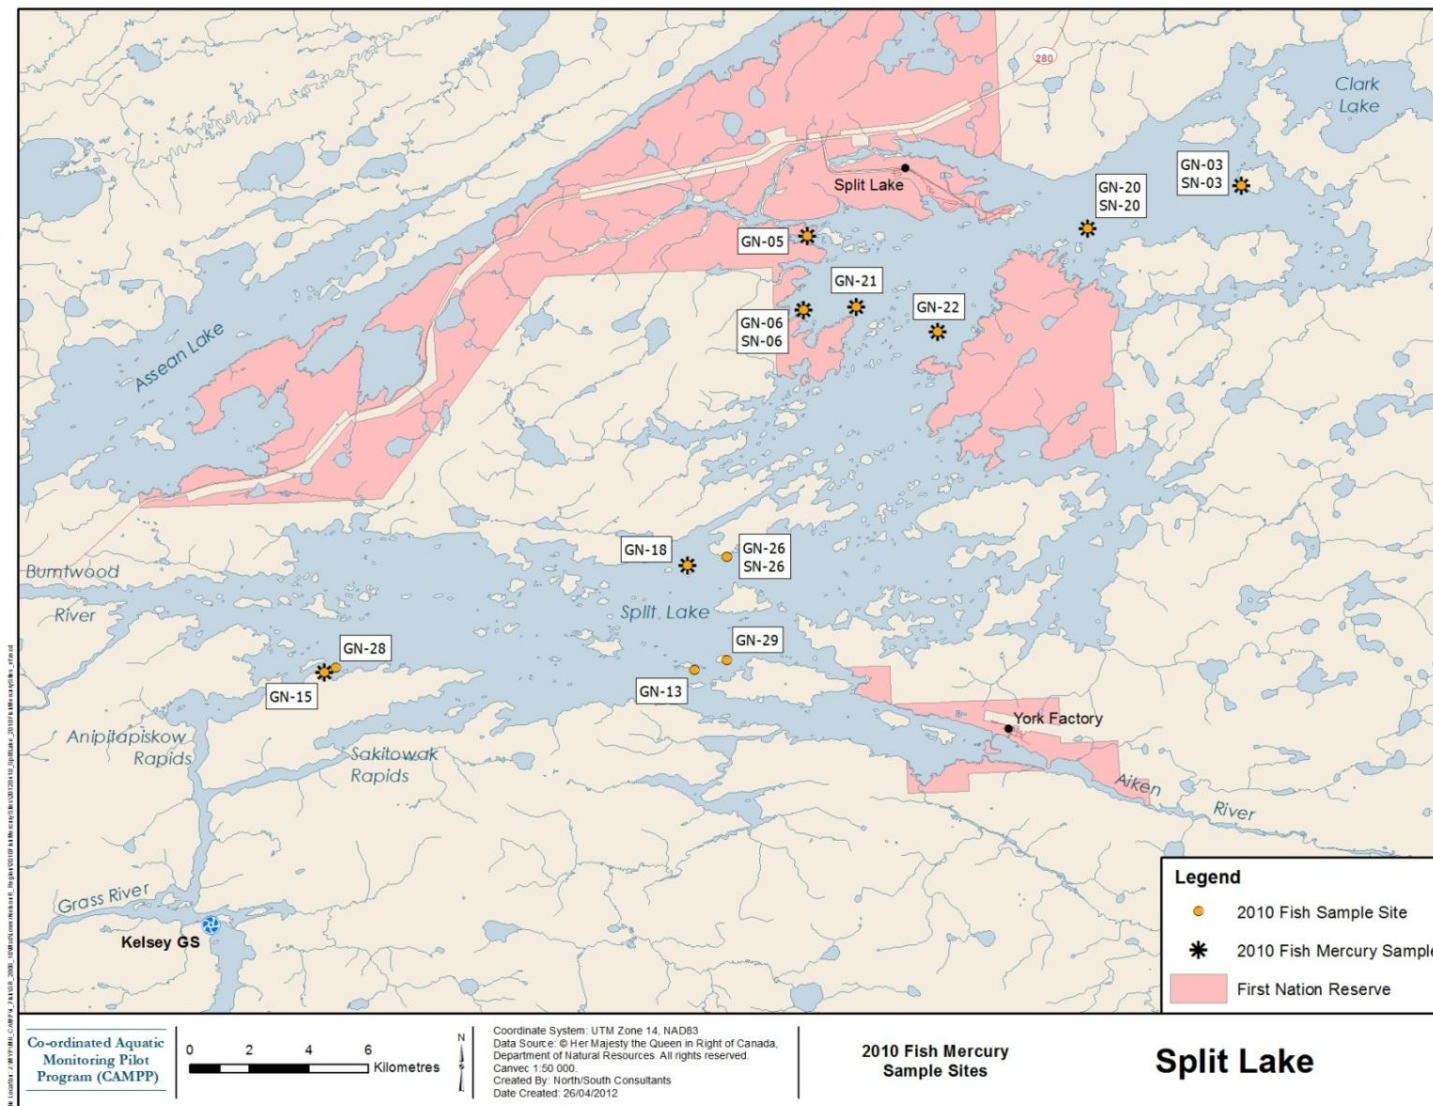 280
Clark
Lake
GN-03
SN-03
GN-20
SN-20
Split Lake
GN-05
GN-21
GN-22
GN-06
SN-06
Assean Lake
GN-18
GN-26
SN-26
Burntwood
River
Split Lake
GN-28
GN-29
GN-15
GN-13
Anipitapiskow
Rapids
Sakitowak
Rapids
York Factory
Aiken
River
Grass River
Kelsey GS
Legend
2010 Fish Sample Site
2010 Fish Mercury Sample
First Nation Reserve
Co-ordinated Aquatic
Monitoring Pilot
Program (CAMPP)
0 2 4 6
Kilometres
N
Coordinate System: UTM Zone 14, NAD83
Data Source: © Her Majesty the Queen in Right of Canada,
Department of Natural Resources. All rights reserved.
Canvec 1:50 000.
Created By: North/South Consultants
Date Created: 26/04/2012
2010 Fish Mercury
Sample Sites
Split Lake